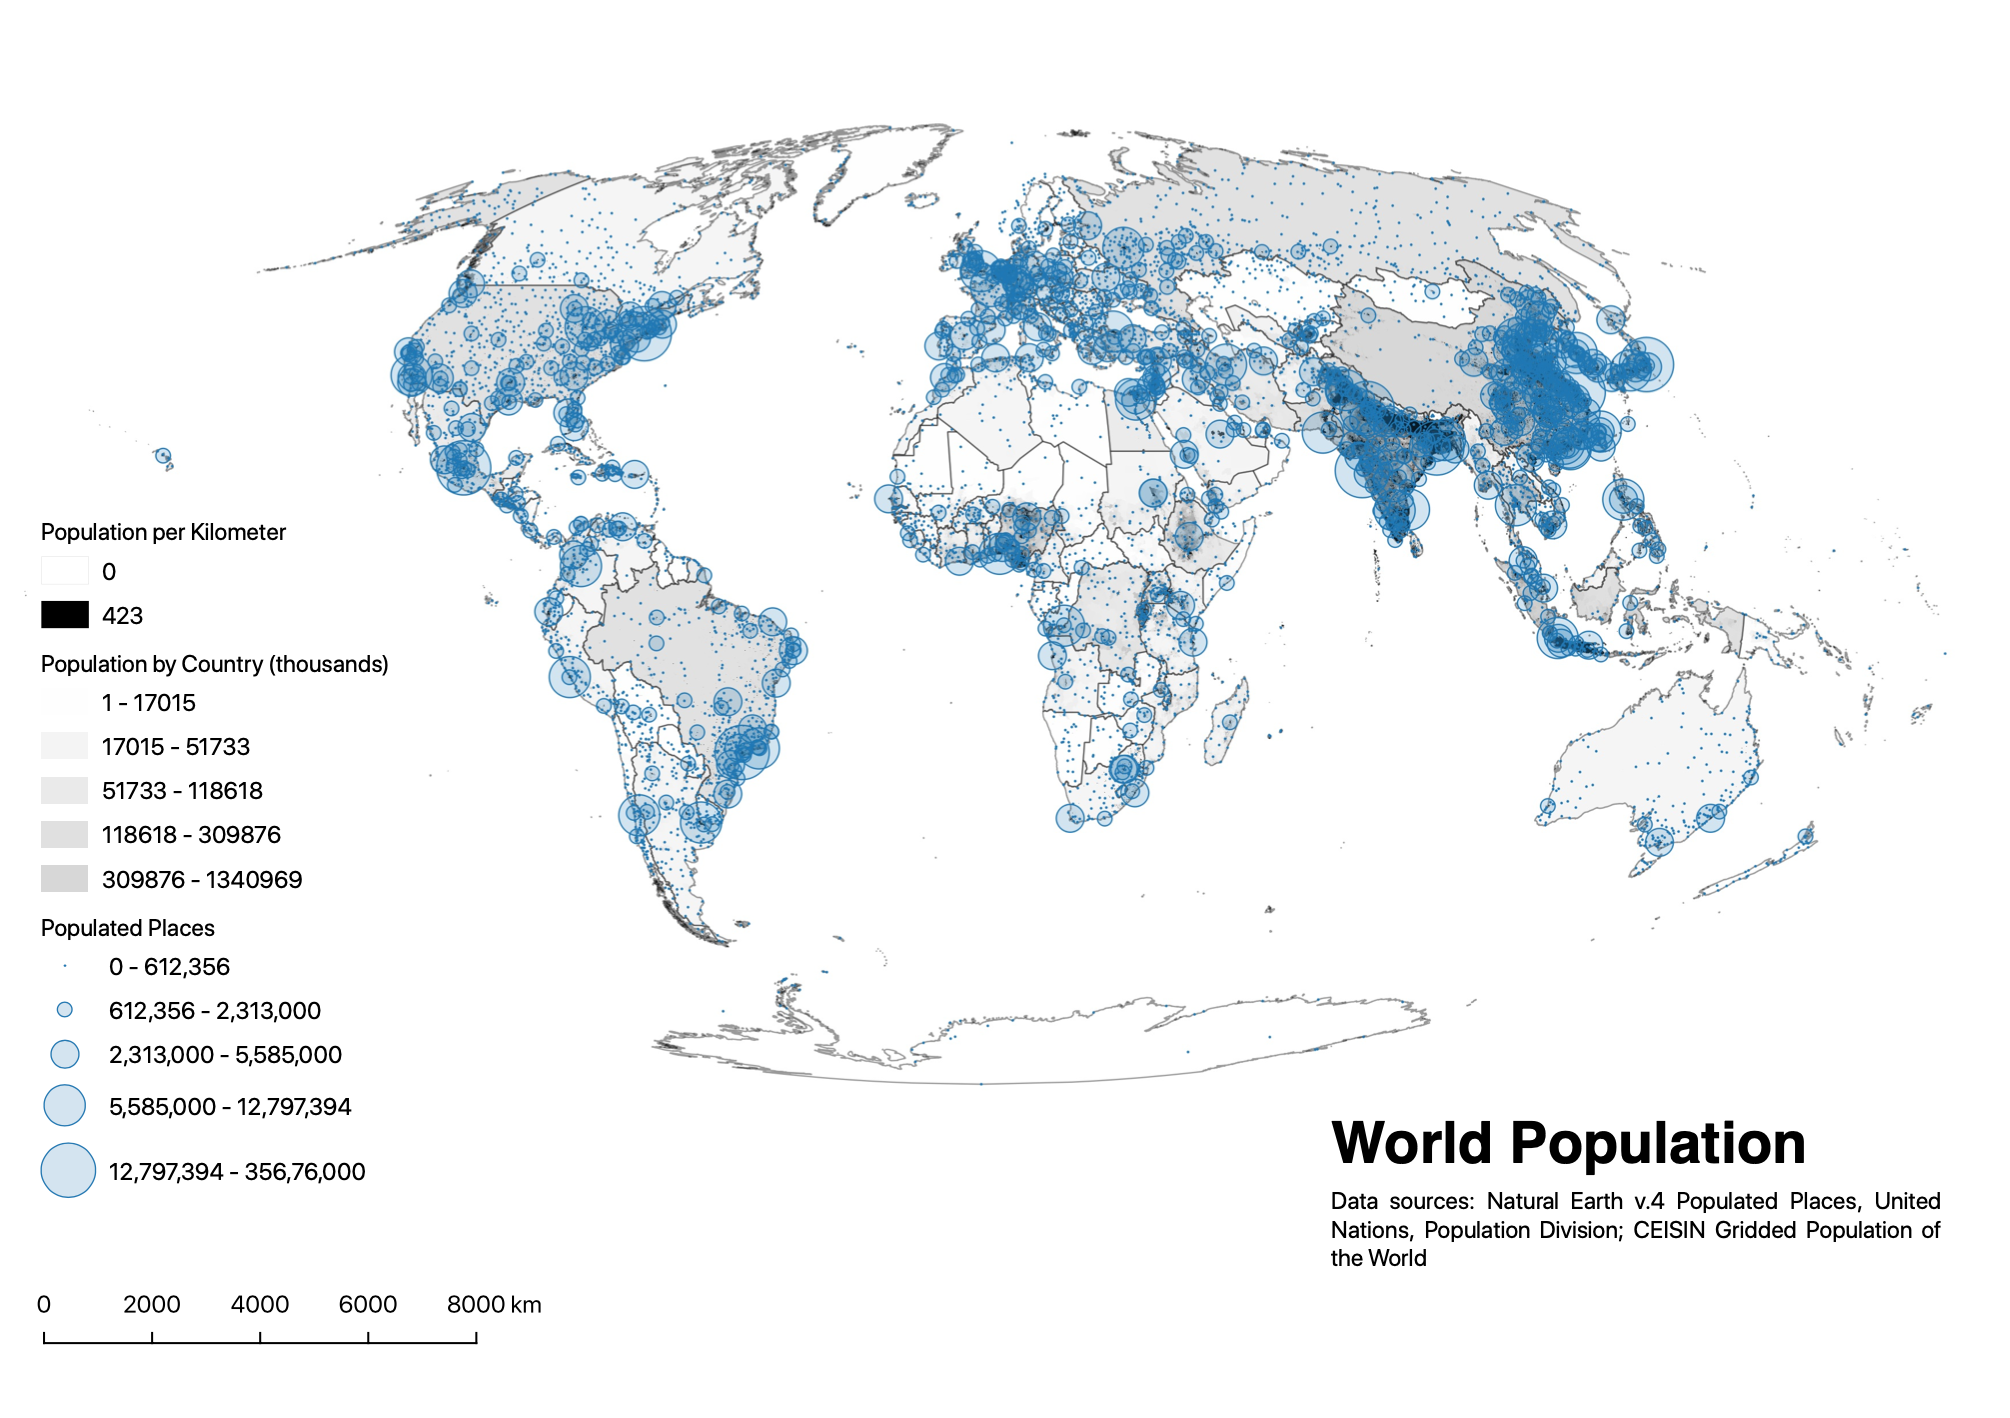 Population per Kilometer
0
423
Population by Country (thousands)
1 - 17015
17015 - 51733
51733 - 118618
118618 - 309876
309876 - 1340969
Populated Places
0 - 612,356
612,356 - 2,313,000
2,313,000 - 5,585,000
5,585,000 - 12,797,394
12,797,394 - 356,76,000
World Population
Data sources: Natural Earth v.4 Populated Places, United
Nations, Population Division; CEISIN Gridded Population of
the World
0 2000 4000 6000 8000 km